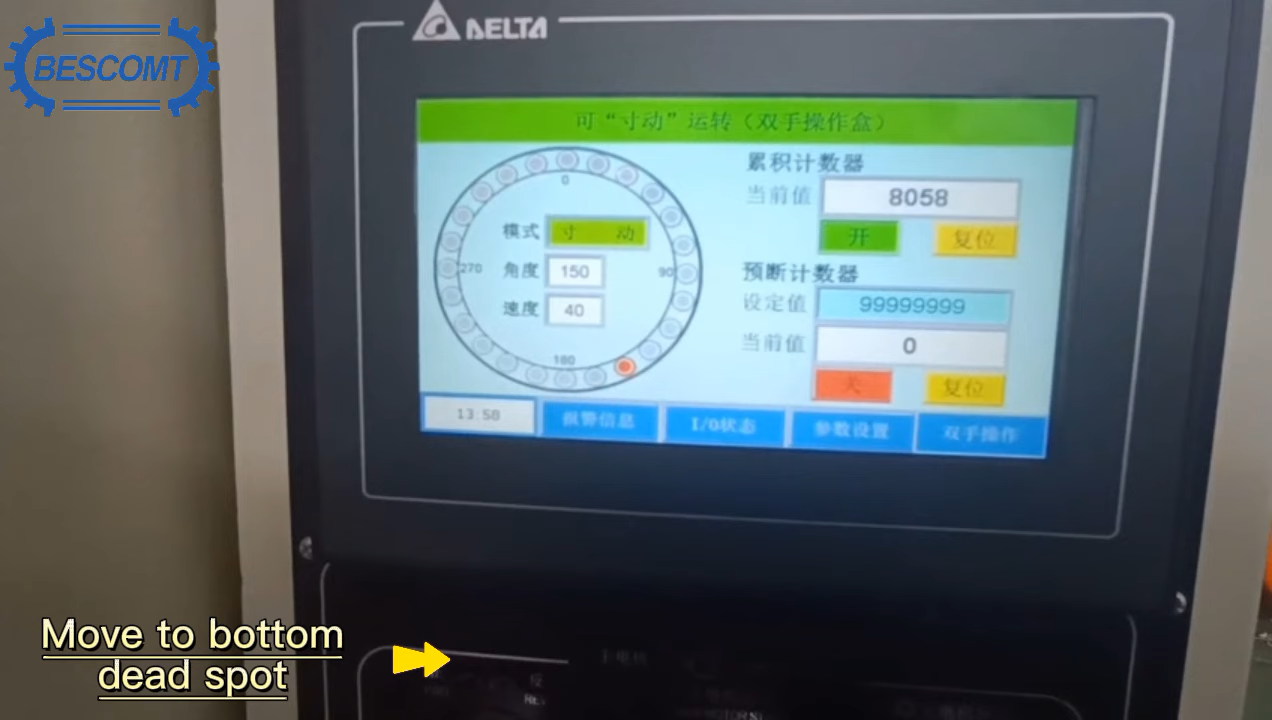 BESCOMT
DELTA
可“寸动”运转（双手操作盒）
0
90
180
270
模式 寸 动
角度 150
速度 40
累积计数器
当前值 8058
开 复位
预断计数器
设定值 99999999
当前值 0
关 复位
13:58 报警信息 I/O状态 参数设置 双手操作
Move to bottom
dead spot
主电机
反